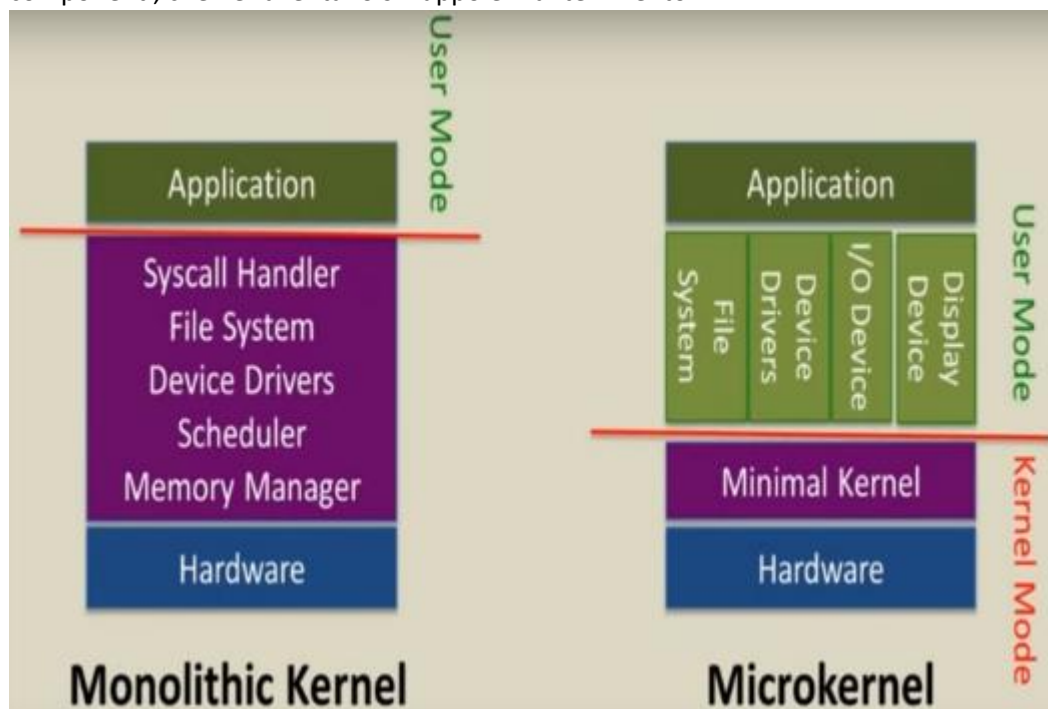 User Mode
Application
Syscall Handler
File System
Device Drivers
Scheduler
Memory Manager
Hardware
Monolithic Kernel
Application
File
System
Device
Drivers
I/O Device
Display
Device
User Mode
Minimal Kernel
Kernel Mode
Hardware
Microkernel